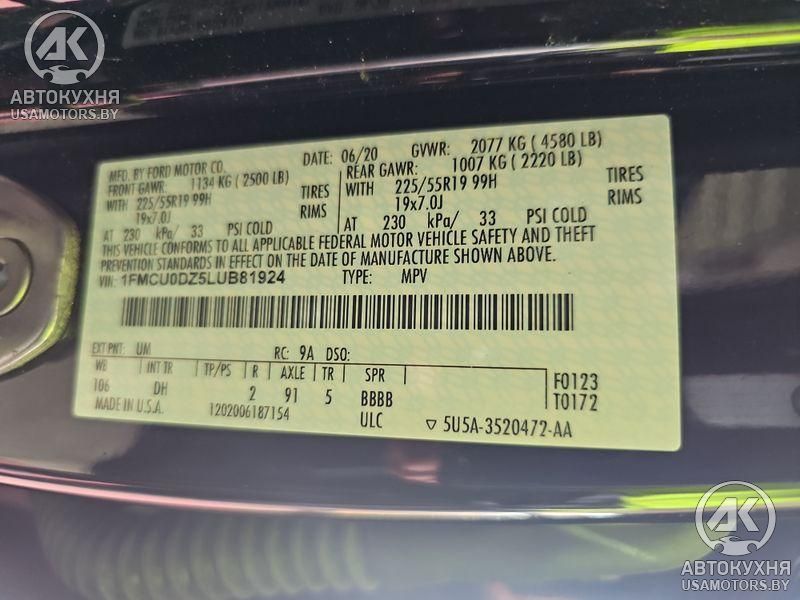 AK
АВТОКУХНЯ
USAMOTORS.BY
MFD. BY FORD MOTOR CO. DATE: 06/20 GVWR: 2077 KG ( 4580 LB)
FRONT GAWR: 1134 KG ( 2500 LB) REAR GAWR: 1007 KG ( 2220 LB)
WITH 225/55R19 99H TIRES WITH 225/55R19 99H TIRES
19x7.0J RIMS 19x7.0J RIMS
AT 230 kPa/ 33 PSI COLD AT 230 kPa/ 33 PSI COLD
THIS VEHICLE CONFORMS TO ALL APPLICABLE FEDERAL MOTOR VEHICLE SAFETY AND THEFT
PREVENTION STANDARDS IN EFFECT ON THE DATE OF MANUFACTURE SHOWN ABOVE.
VIN: 1FMCU0DZ5LUB81924 TYPE: MPV
EXT PNT: UM RC: 9A DSO:
WB INT TR TP/PS R AXLE TR SPR
106 DH 2 91 5 BBBB F0123
T0172
MADE IN U.S.A. 1202006187154 ULC ▽ 5U5A-3520472-AA
AK
АВТОКУХНЯ
USAMOTORS.BY